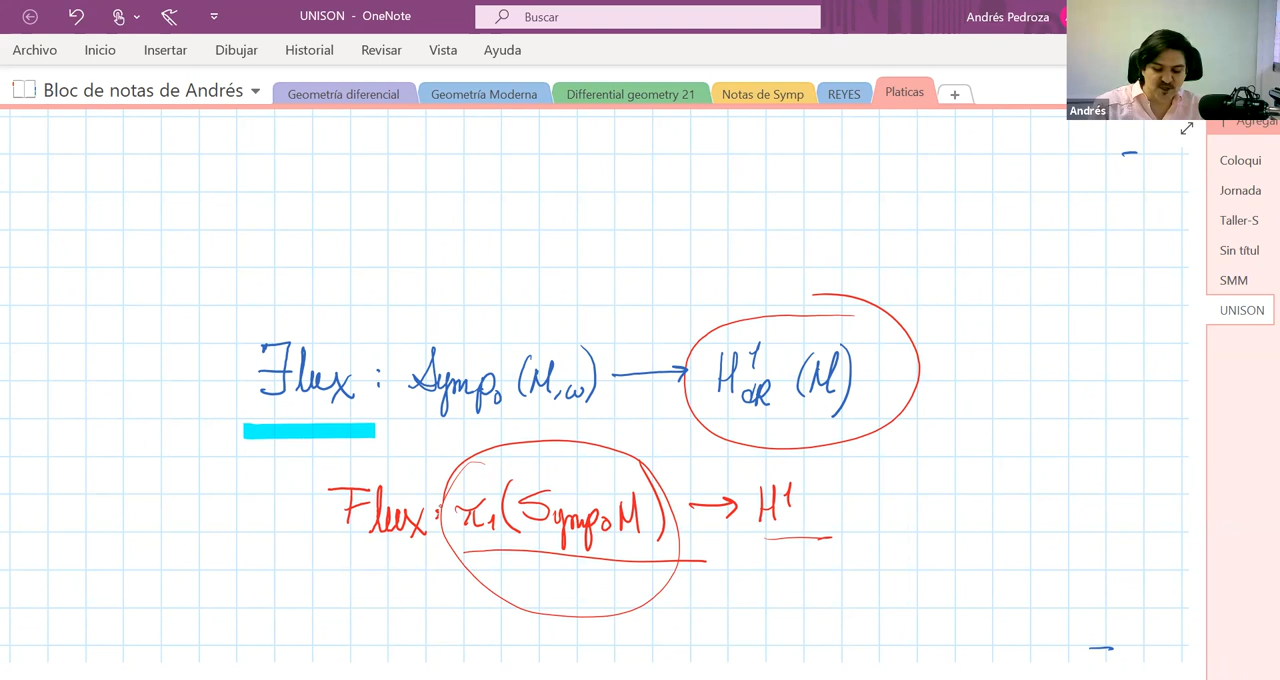 UNISON - OneNote
Buscar
Andrés Pedroza
Archivo Inicio Insertar Dibujar Historial Revisar Vista Ayuda
Bloc de notas de Andrés
Geometría diferencial
Geometría Moderna
Differential geometry 21
Notas de Symp
REYES
Platicas
Andrés
Agregar
Coloqui
Jornada
Taller-S
Sin títul
SMM
UNISON
Flux : Symp₀ (M, ω) → H¹dR (M)
Flux : π₁ (Symp₀ M) → H¹